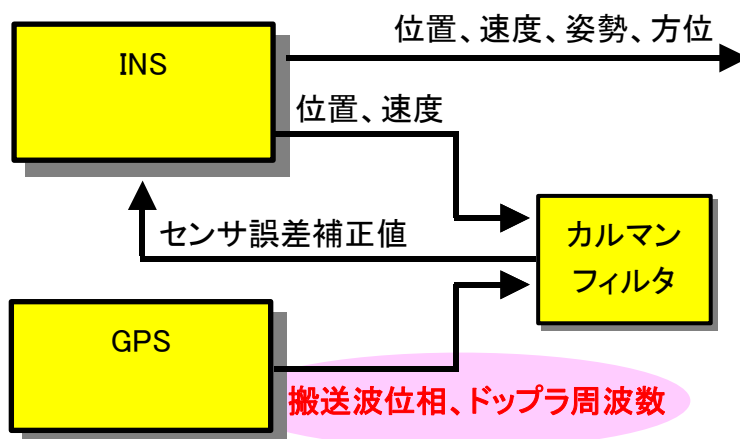 位置、速度、姿勢、方位
INS
位置、速度
センサ誤差補正値
カルマン
フィルタ
GPS
搬送波位相、ドップラ周波数